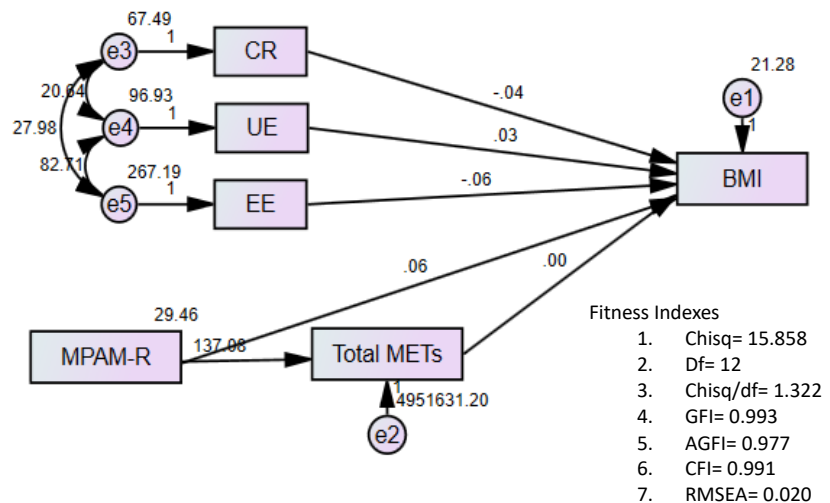 67.49
e3
1
CR
21.28
e1
1
-.04
20.64
96.93
e4
1
UE
.03
27.98
82.71
267.19
e5
1
EE
-.06
BMI
.06
.00
29.46
MPAM-R
137.08
Total METs
1
4951631.20
e2
Fitness Indexes
1. Chisq= 15.858
2. Df= 12
3. Chisq/df= 1.322
4. GFI= 0.993
5. AGFI= 0.977
6. CFI= 0.991
7. RMSEA= 0.020